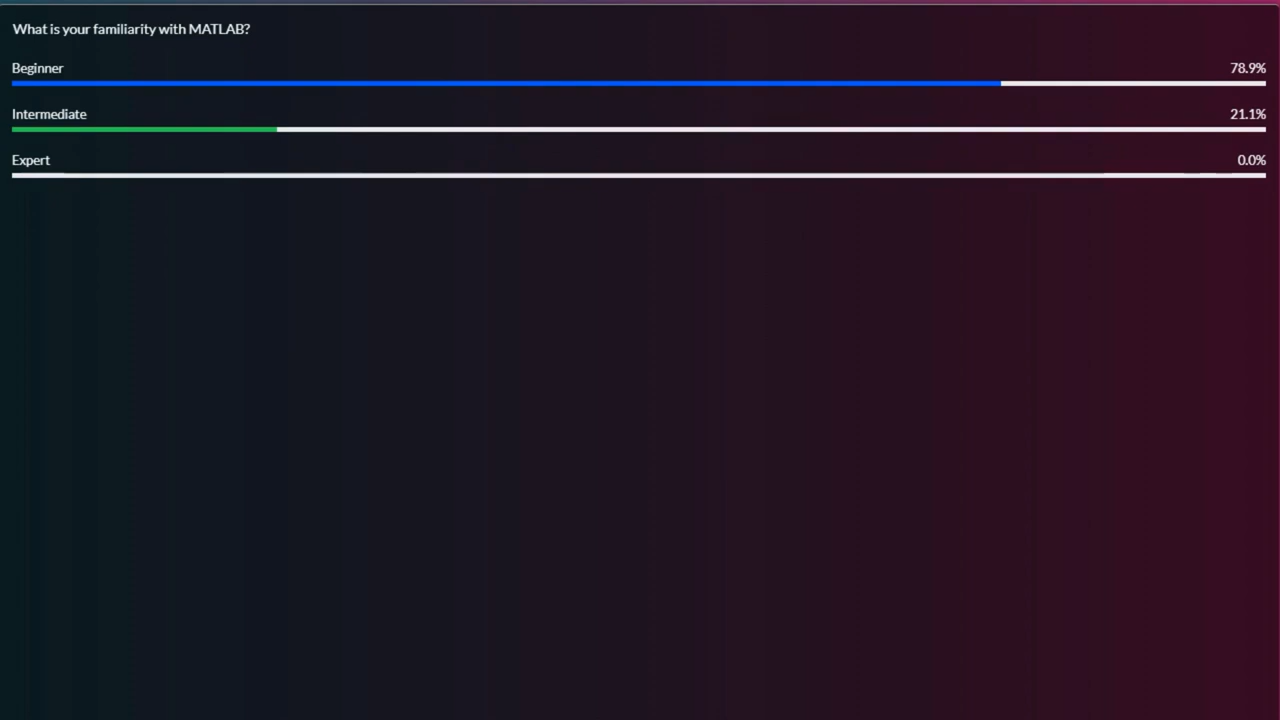 What is your familiarity with MATLAB?
Beginner 78.9%
Intermediate 21.1%
Expert 0.0%